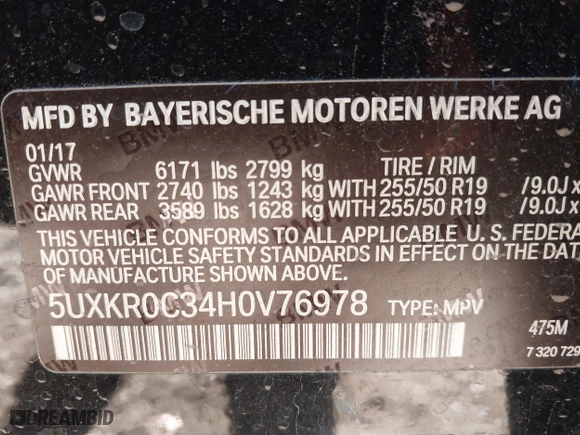 MFD BY BAYERISCHE MOTOREN WERKE AG
01/17
GVWR 6171 lbs 2799 kg TIRE / RIM
GAWR FRONT 2740 lbs 1243 kg WITH 255/50 R19 /9.0J x
GAWR REAR 3589 lbs 1628 kg WITH 255/50 R19 /9.0J x
THIS VEHICLE CONFORMS TO ALL APPLICABLE U. S. FEDERA
MOTOR VEHICLE SAFETY STANDARDS IN EFFECT ON THE DAT
OF MANUFACTURE SHOWN ABOVE.
5UXKR0C34H0V76978 TYPE: MPV
475M
7 320 729
DREAMBID